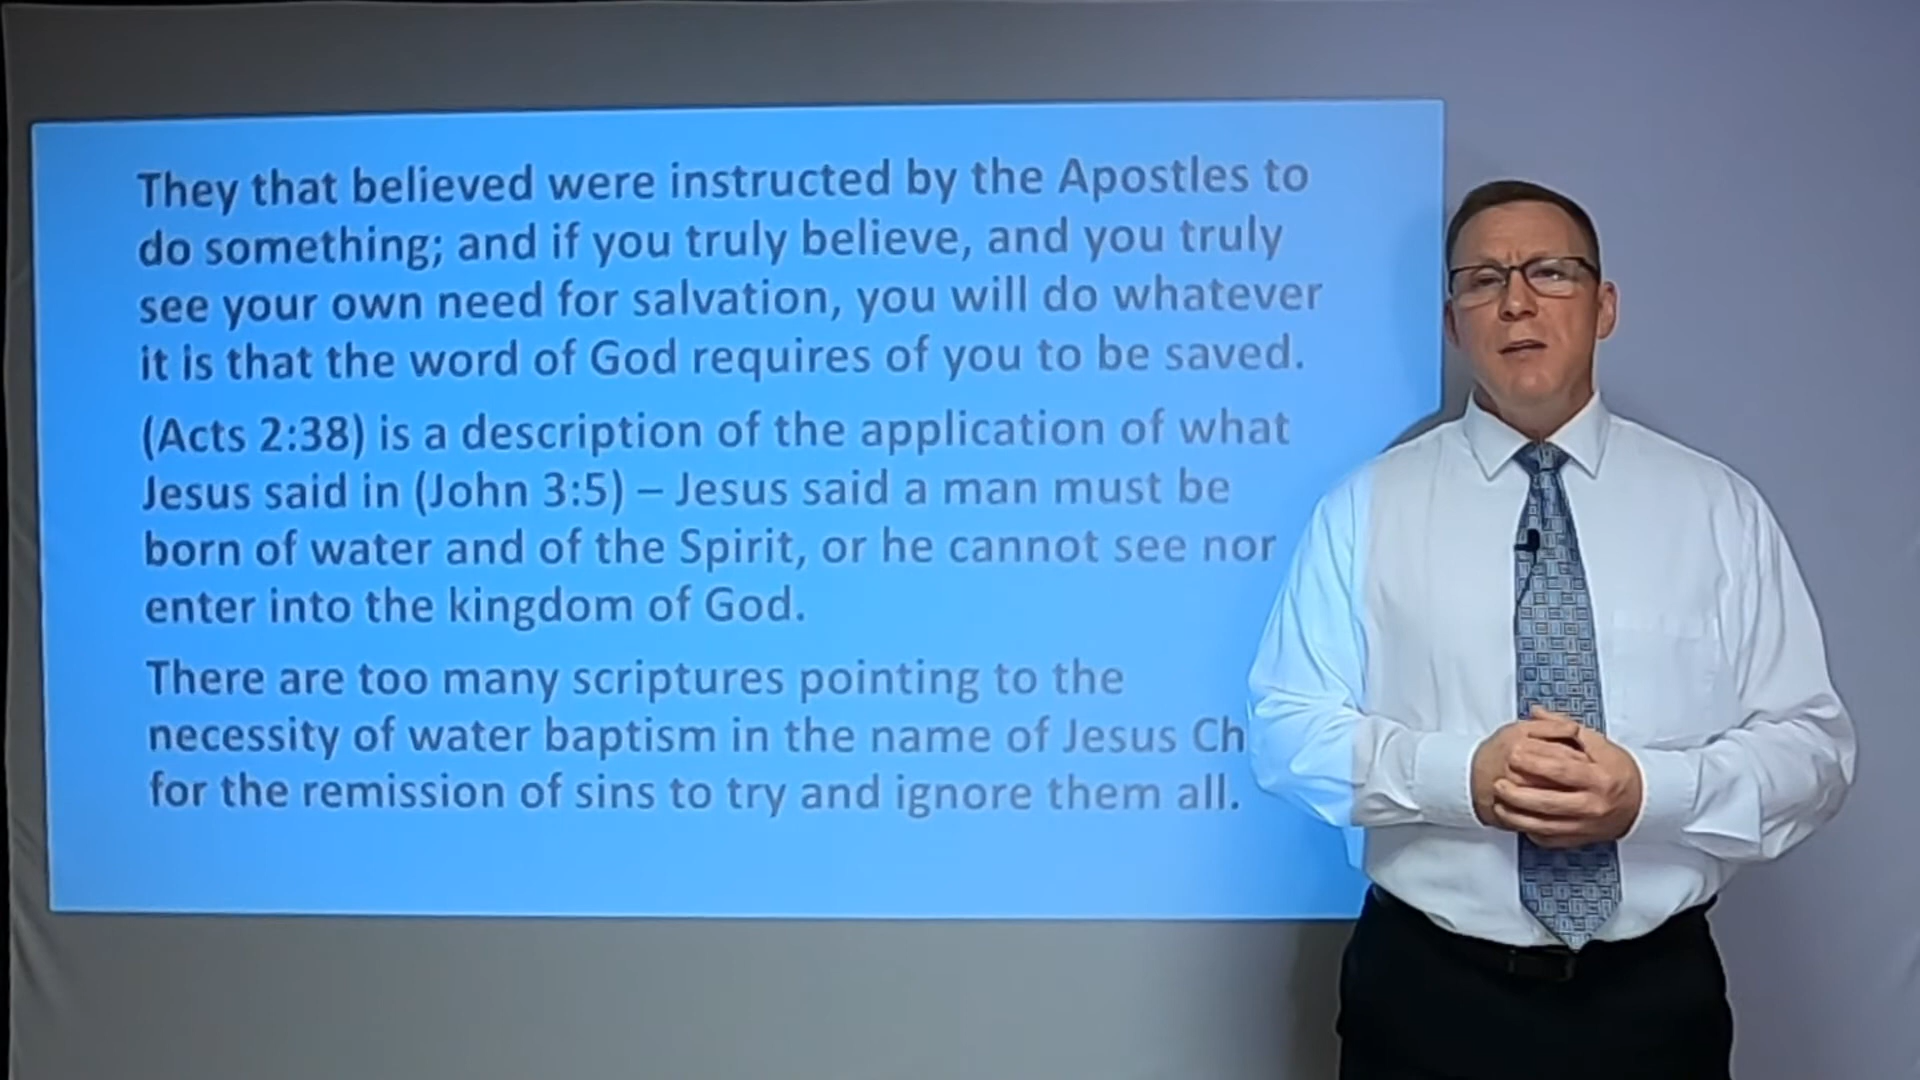 They that believed were instructed by the Apostles to
do something; and if you truly believe, and you truly
see your own need for salvation, you will do whatever
it is that the word of God requires of you to be saved.
(Acts 2:38) is a description of the application of what
Jesus said in (John 3:5) – Jesus said a man must be
born of water and of the Spirit, or he cannot see nor
enter into the kingdom of God.
There are too many scriptures pointing to the
necessity of water baptism in the name of Jesus Ch
for the remission of sins to try and ignore them all.